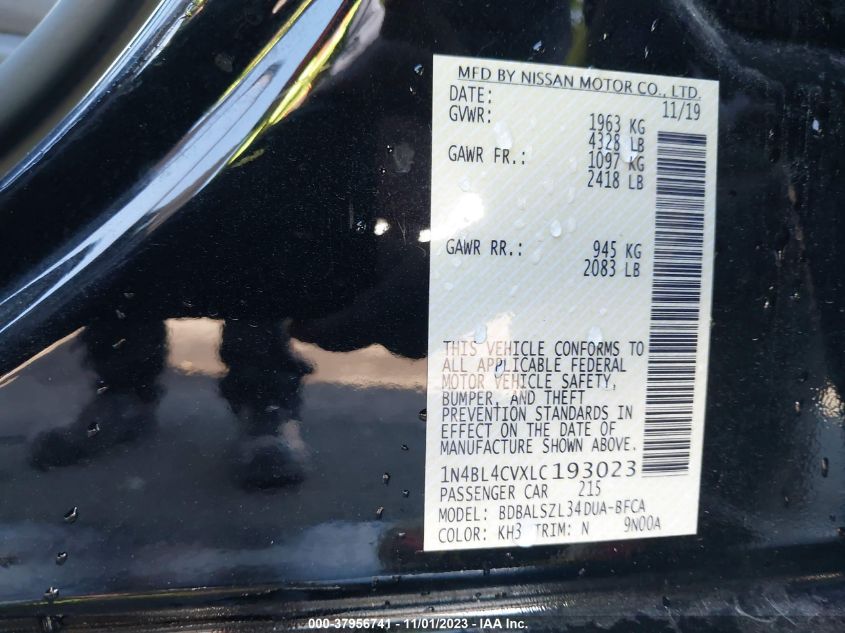 MFD BY NISSAN MOTOR CO., LTD.
DATE: 11/19
GVWR: 1963 KG
4328 LB
GAWR FR.: 1097 KG
2418 LB
GAWR RR.: 945 KG
2083 LB
THIS VEHICLE CONFORMS TO
ALL APPLICABLE FEDERAL
MOTOR VEHICLE SAFETY,
BUMPER, AND THEFT
PREVENTION STANDARDS IN
EFFECT ON THE DATE OF
MANUFACTURE SHOWN ABOVE.
1N4BL4CVXLC193023
PASSENGER CAR 215
MODEL: BDBALSZL34DUA-BFCA
COLOR: KH3 TRIM: N 9N00A
000-37956741 - 11/01/2023 - IAA Inc.